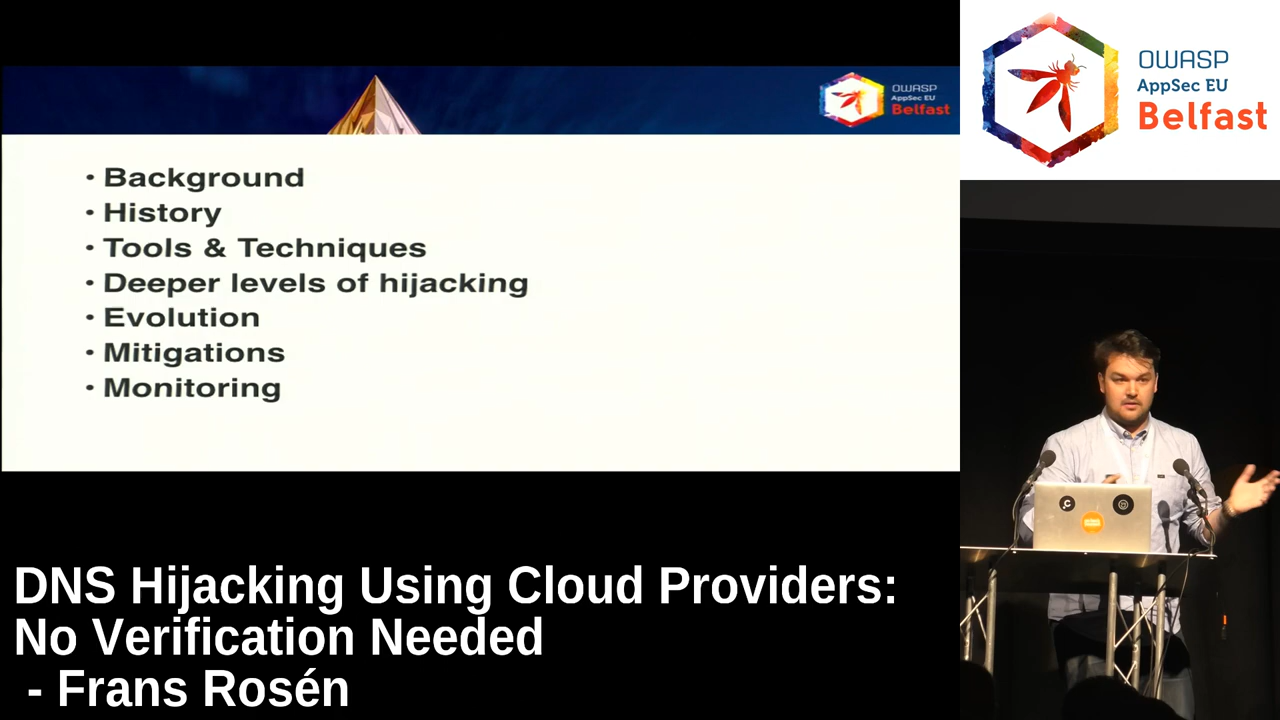 OWASP
AppSec EU
Belfast
• Background
• History
• Tools & Techniques
• Deeper levels of hijacking
• Evolution
• Mitigations
• Monitoring
OWASP
AppSec EU
Belfast
DNS Hijacking Using Cloud Providers:
No Verification Needed
- Frans Rosén